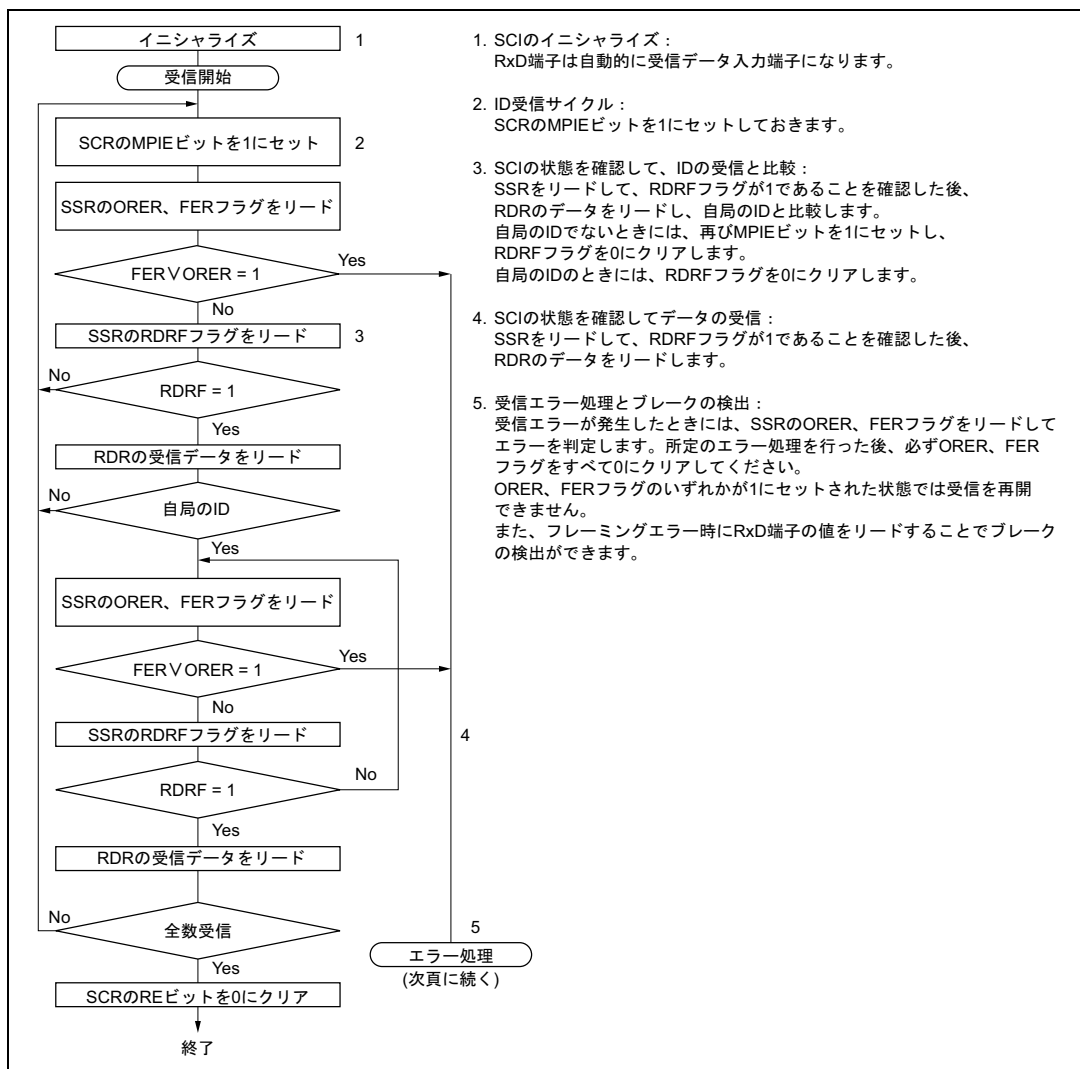 イニシャライズ 1
受信開始
SCRのMPIEビットを1にセット 2
SSRのORER、FERフラグをリード
FER∨ORER = 1
Yes
No
SSRのRDRFフラグをリード 3
No
RDRF = 1
Yes
RDRの受信データをリード
No
自局のID
Yes
SSRのORER、FERフラグをリード
FER∨ORER = 1
Yes
No
SSRのRDRFフラグをリード
4
RDRF = 1
No
Yes
RDRの受信データをリード
No
全数受信
5
エラー処理
(次頁に続く)
Yes
SCRのREビットを0にクリア
終了
1. SCIのイニシャライズ：
RxD端子は自動的に受信データ入力端子になります。
2. ID受信サイクル：
SCRのMPIEビットを1にセットしておきます。
3. SCIの状態を確認して、IDの受信と比較：
SSRをリードして、RDRFフラグが1であることを確認した後、
RDRのデータをリードし、自局のIDと比較します。
自局のIDでないときには、再びMPIEビットを1にセットし、
RDRFフラグを0にクリアします。
自局のIDのときには、RDRFフラグを0にクリアします。
4. SCIの状態を確認してデータの受信：
SSRをリードして、RDRFフラグが1であることを確認した後、
RDRのデータをリードします。
5. 受信エラー処理とブレークの検出：
受信エラーが発生したときには、SSRのORER、FERフラグをリードして
エラーを判定します。所定のエラー処理を行った後、必ずORER、FER
フラグをすべて0にクリアしてください。
ORER、FERフラグのいずれかが1にセットされた状態では受信を再開
できません。
また、フレーミングエラー時にRxD端子の値をリードすることでブレーク
の検出ができます。